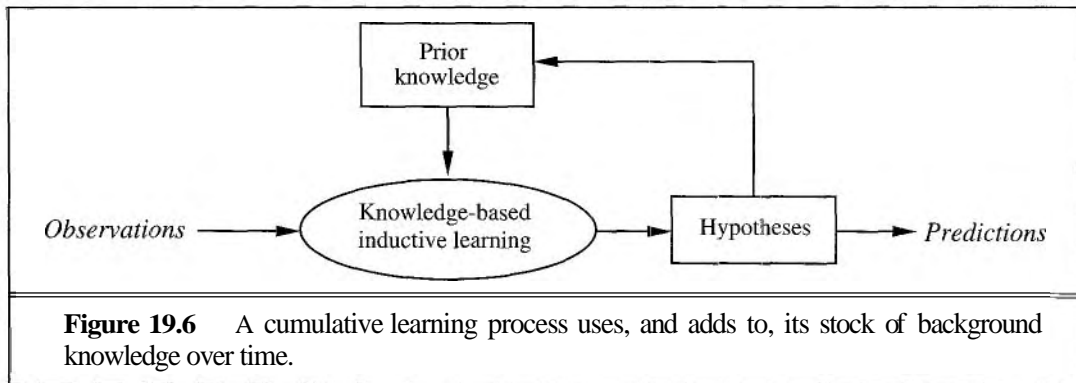 Prior
knowledge
Observations
Knowledge-based
inductive learning
Hypotheses
Predictions
Figure 19.6 A cumulative learning process uses, and adds to, its stock of background
knowledge over time.